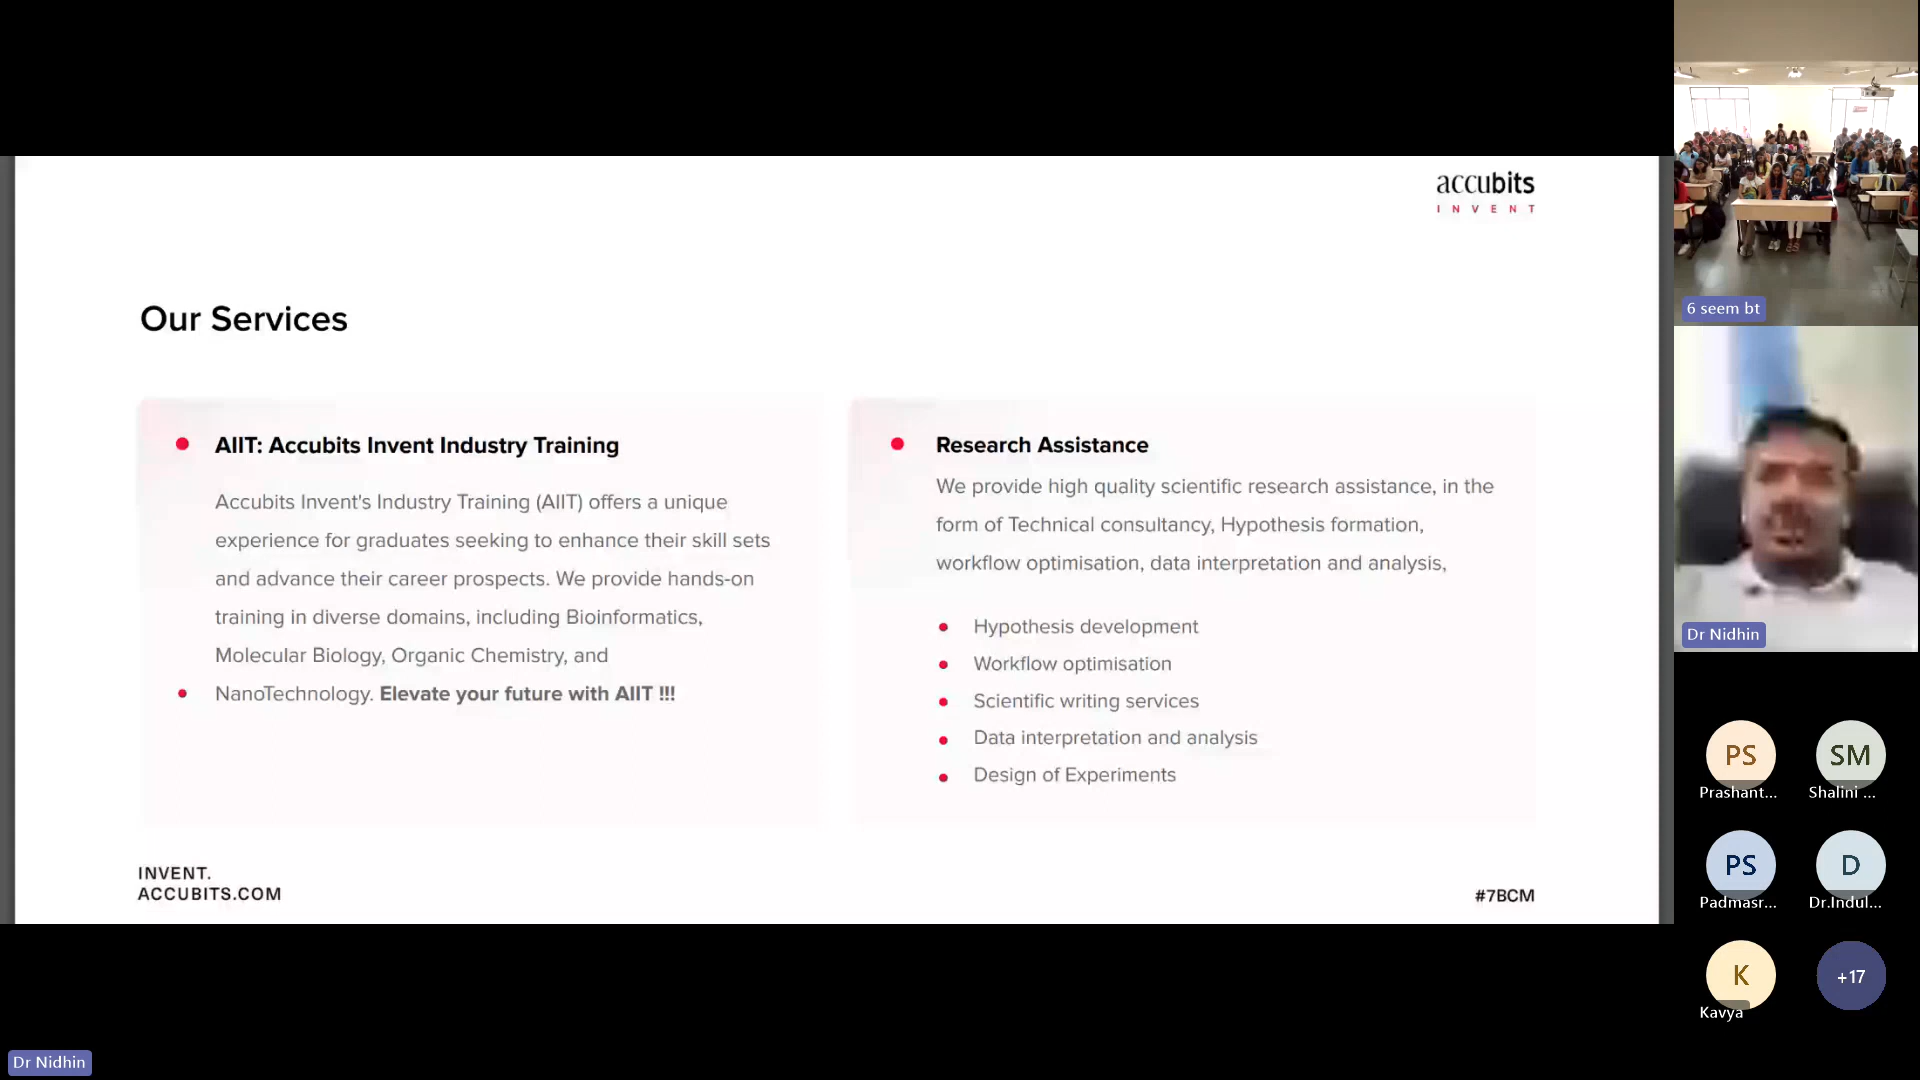 accubits
INVENT
Our Services
AIIT: Accubits Invent Industry Training
Accubits Invent's Industry Training (AIIT) offers a unique
experience for graduates seeking to enhance their skill sets
and advance their career prospects. We provide hands-on
training in diverse domains, including Bioinformatics,
Molecular Biology, Organic Chemistry, and
NanoTechnology. Elevate your future with AIIT !!!
Research Assistance
We provide high quality scientific research assistance, in the
form of Technical consultancy, Hypothesis formation,
workflow optimisation, data interpretation and analysis,
Hypothesis development
Workflow optimisation
Scientific writing services
Data interpretation and analysis
Design of Experiments
INVENT.
ACCUBITS.COM
#7BCM
Dr Nidhin
6 seem bt
Dr Nidhin
PS
Prashant...
SM
Shalini ...
PS
Padmasr...
D
Dr.Indul...
K
Kavya
+17